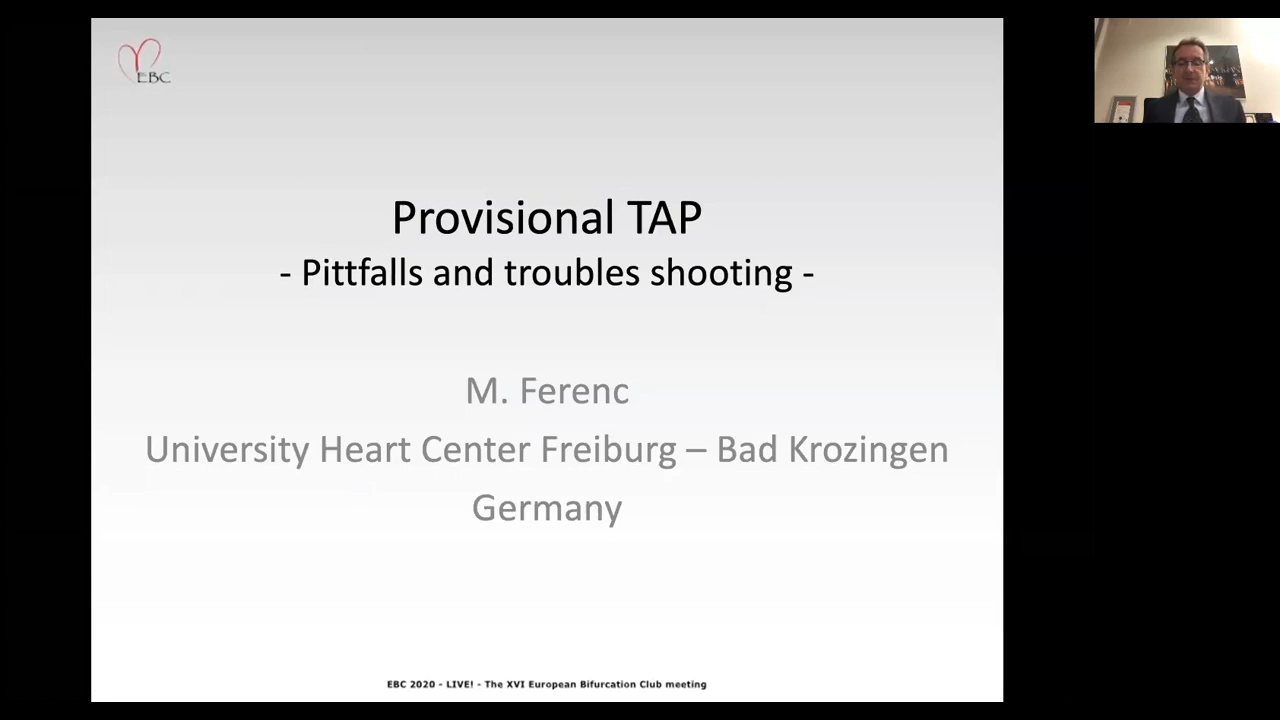 EBC
Provisional TAP
- Pittfalls and troubles shooting -
M. Ferenc
University Heart Center Freiburg – Bad Krozingen
Germany
EBC 2020 - LIVE! - The XVI European Bifurcation Club meeting